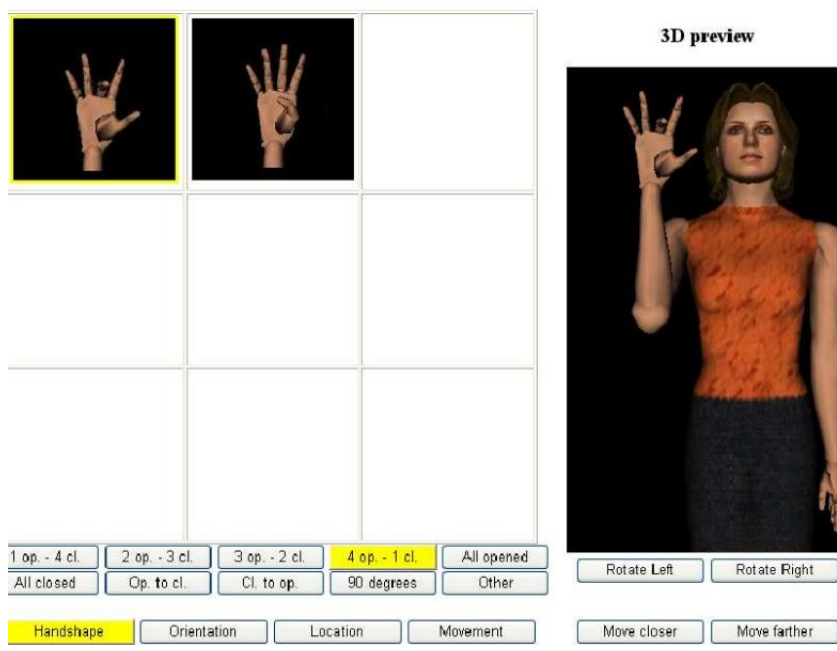 3D preview
1 op. - 4 cl. 2 op. - 3 cl. 3 op. - 2 cl. 4 op. - 1 cl. All opened
All closed Op. to cl. Cl. to op. 90 degrees Other
Rotate Left Rotate Right
Handshape Orientation Location Movement
Move closer Move farther